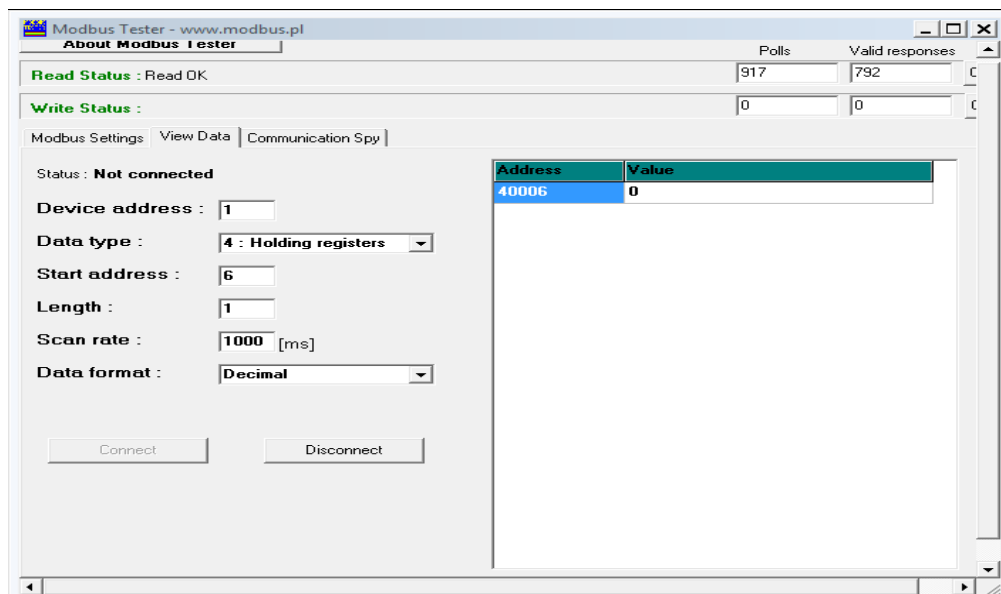 Modbus Tester - www.modbus.pl
About Modbus Tester
Polls Valid responses
Read Status : Read OK 917 792
Write Status : 0 0
Modbus Settings View Data Communication Spy
Status : Not connected
Device address : 1
Data type : 4 : Holding registers
Start address : 6
Length : 1
Scan rate : 1000 [ms]
Data format : Decimal
Connect Disconnect
Address Value
40006 0